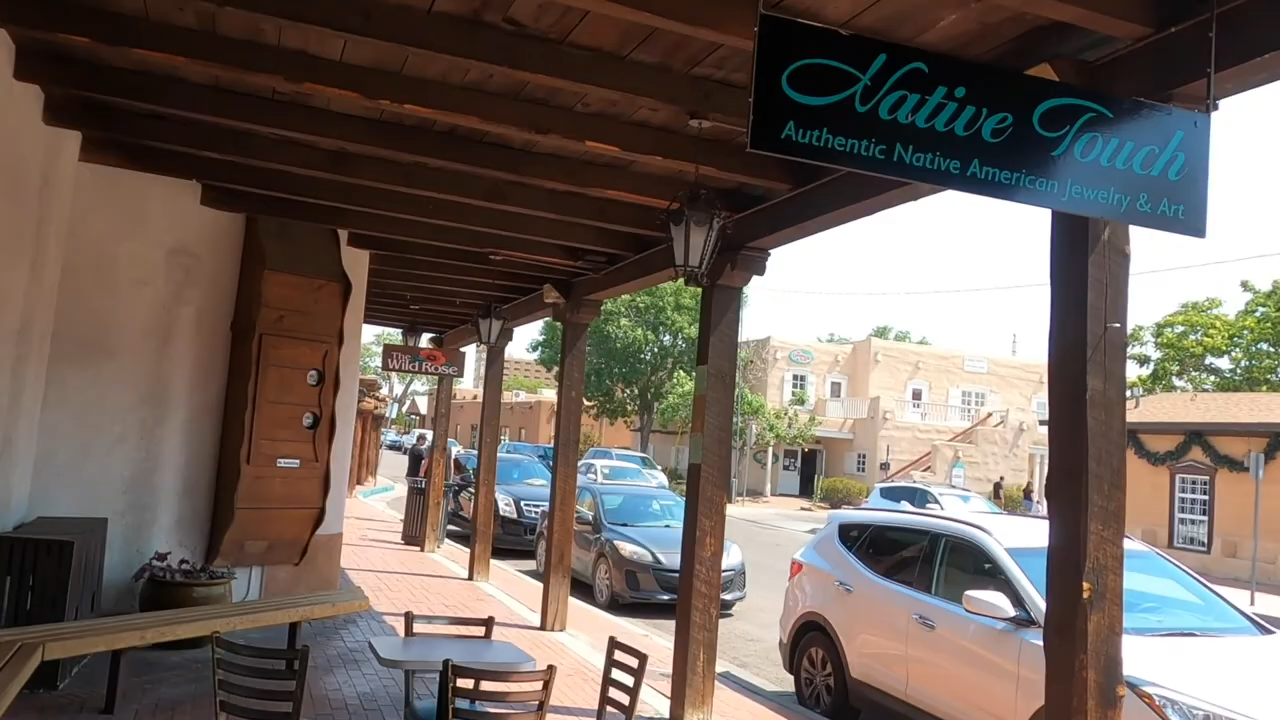 Native Touch
Authentic Native American Jewelry & Art
The
Wild Rose